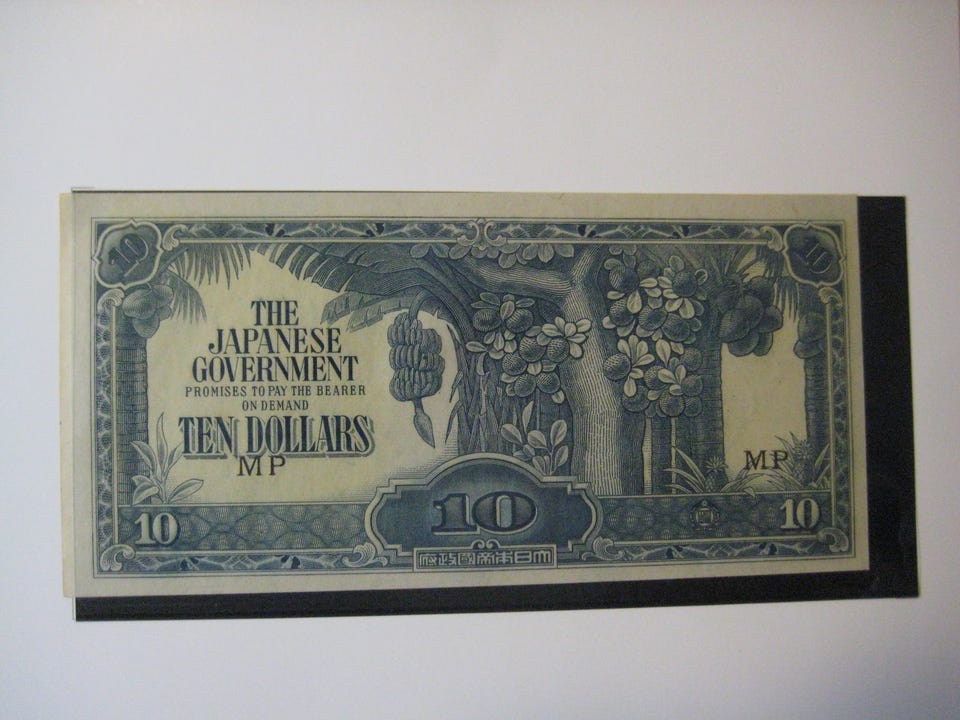 10
10
THE
JAPANESE
GOVERNMENT
PROMISES TO PAY THE BEARER
ON DEMAND
TEN DOLLARS
MP
MP
10
10
10
府政國帝本日大